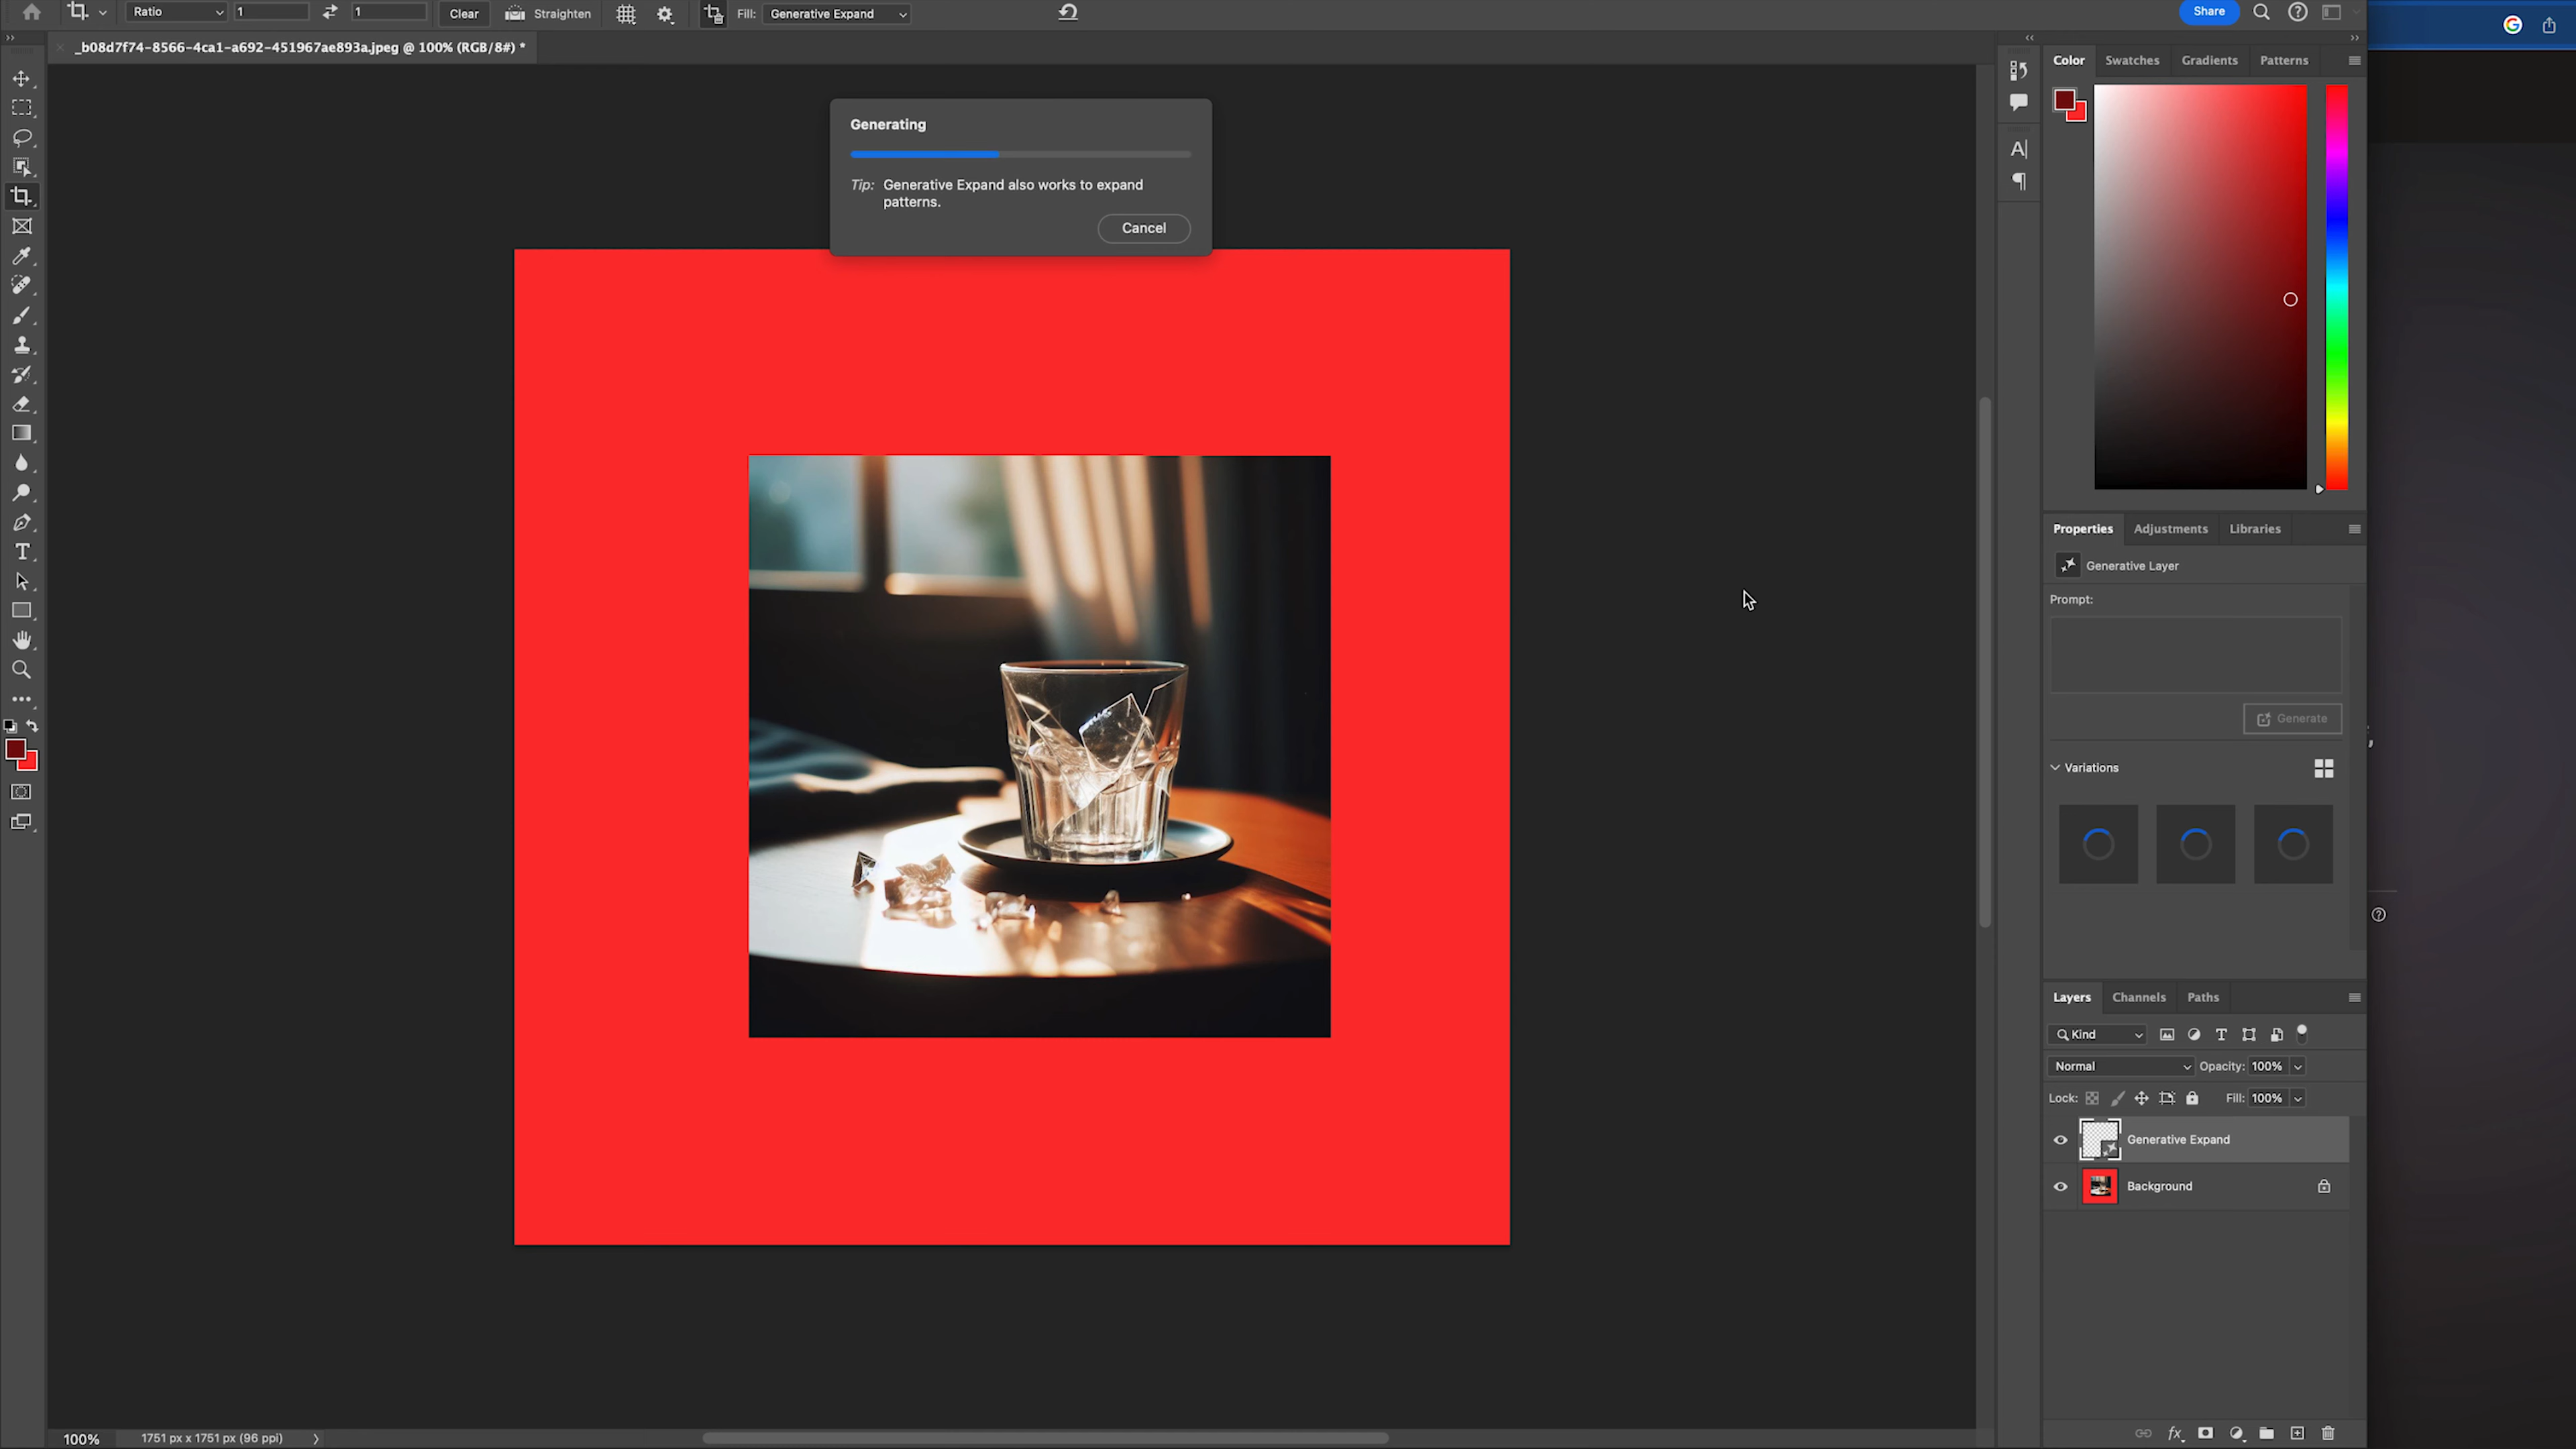 Ratio
1
1
Clear
Straighten
Fill:
Generative Expand
Share
_b08d7f74-8566-4ca1-a692-451967ae893a.jpeg @ 100% (RGB/8#) *
Color
Swatches
Gradients
Patterns
Generating
Tip: Generative Expand also works to expand
patterns.
Cancel
Properties
Adjustments
Libraries
Generative Layer
Prompt:
Generate
Variations
Layers
Channels
Paths
Kind
Normal
Opacity: 100%
Lock:
Fill: 100%
Generative Expand
Background
100%
1751 px x 1751 px (96 ppi)